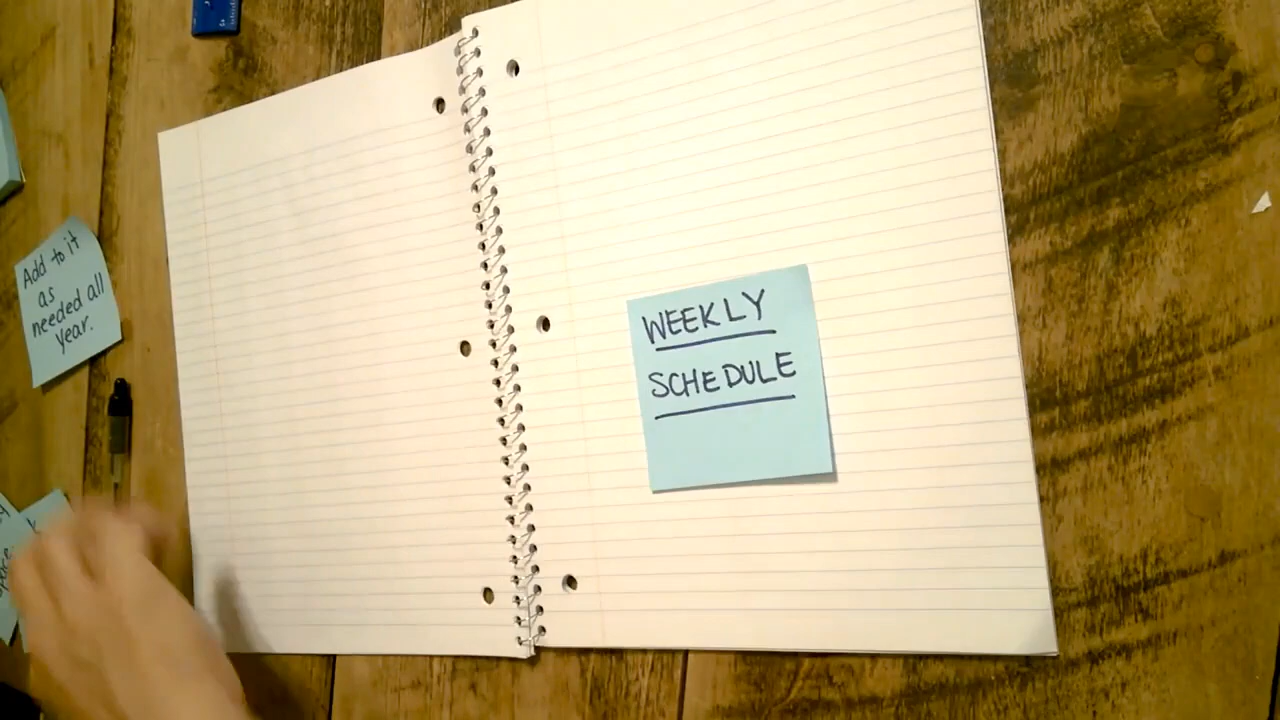 Add to it
as
needed all
year.
WEEKLY
SCHEDULE